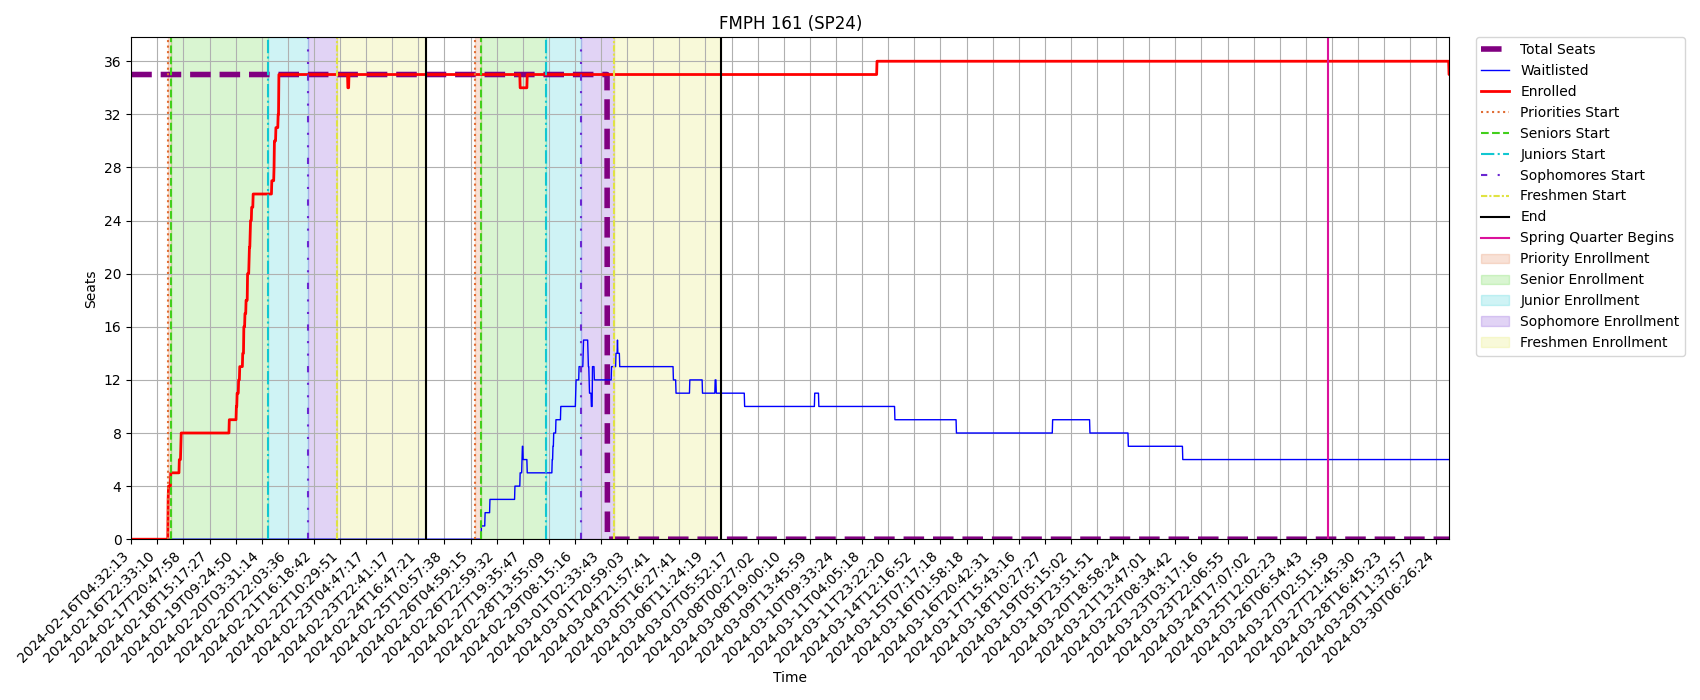 FMPH 161 (SP24)
Seats
36
32
28
24
20
16
12
8
4
0
2024-02-16T04:32:13
2024-02-16T22:33:10
2024-02-17T20:47:58
2024-02-18T15:17:27
2024-02-19T09:24:50
2024-02-20T03:31:14
2024-02-20T22:03:36
2024-02-21T16:18:42
2024-02-22T10:29:51
2024-02-23T04:47:17
2024-02-23T22:41:17
2024-02-24T16:47:21
2024-02-25T10:57:38
2024-02-26T04:59:15
2024-02-26T22:59:32
2024-02-27T19:35:47
2024-02-28T13:55:09
2024-02-29T08:15:16
2024-03-01T02:33:43
2024-03-01T20:59:03
2024-03-04T21:57:41
2024-03-05T16:27:41
2024-03-06T11:24:19
2024-03-07T05:52:17
2024-03-08T00:27:02
2024-03-08T19:00:10
2024-03-09T13:45:59
2024-03-10T09:33:24
2024-03-11T04:05:18
2024-03-11T23:22:20
2024-03-14T12:16:52
2024-03-15T07:17:18
2024-03-16T01:58:18
2024-03-16T20:42:31
2024-03-17T15:43:16
2024-03-18T10:27:27
2024-03-19T05:15:02
2024-03-19T23:51:51
2024-03-20T18:58:24
2024-03-21T13:47:01
2024-03-22T08:34:42
2024-03-23T03:17:16
2024-03-23T22:06:55
2024-03-24T17:07:02
2024-03-25T12:02:23
2024-03-26T06:54:43
2024-03-27T02:51:59
2024-03-27T21:45:30
2024-03-28T16:45:23
2024-03-29T11:37:57
2024-03-30T06:26:24
Time
Total Seats
Waitlisted
Enrolled
Priorities Start
Seniors Start
Juniors Start
Sophomores Start
Freshmen Start
End
Spring Quarter Begins
Priority Enrollment
Senior Enrollment
Junior Enrollment
Sophomore Enrollment
Freshmen Enrollment